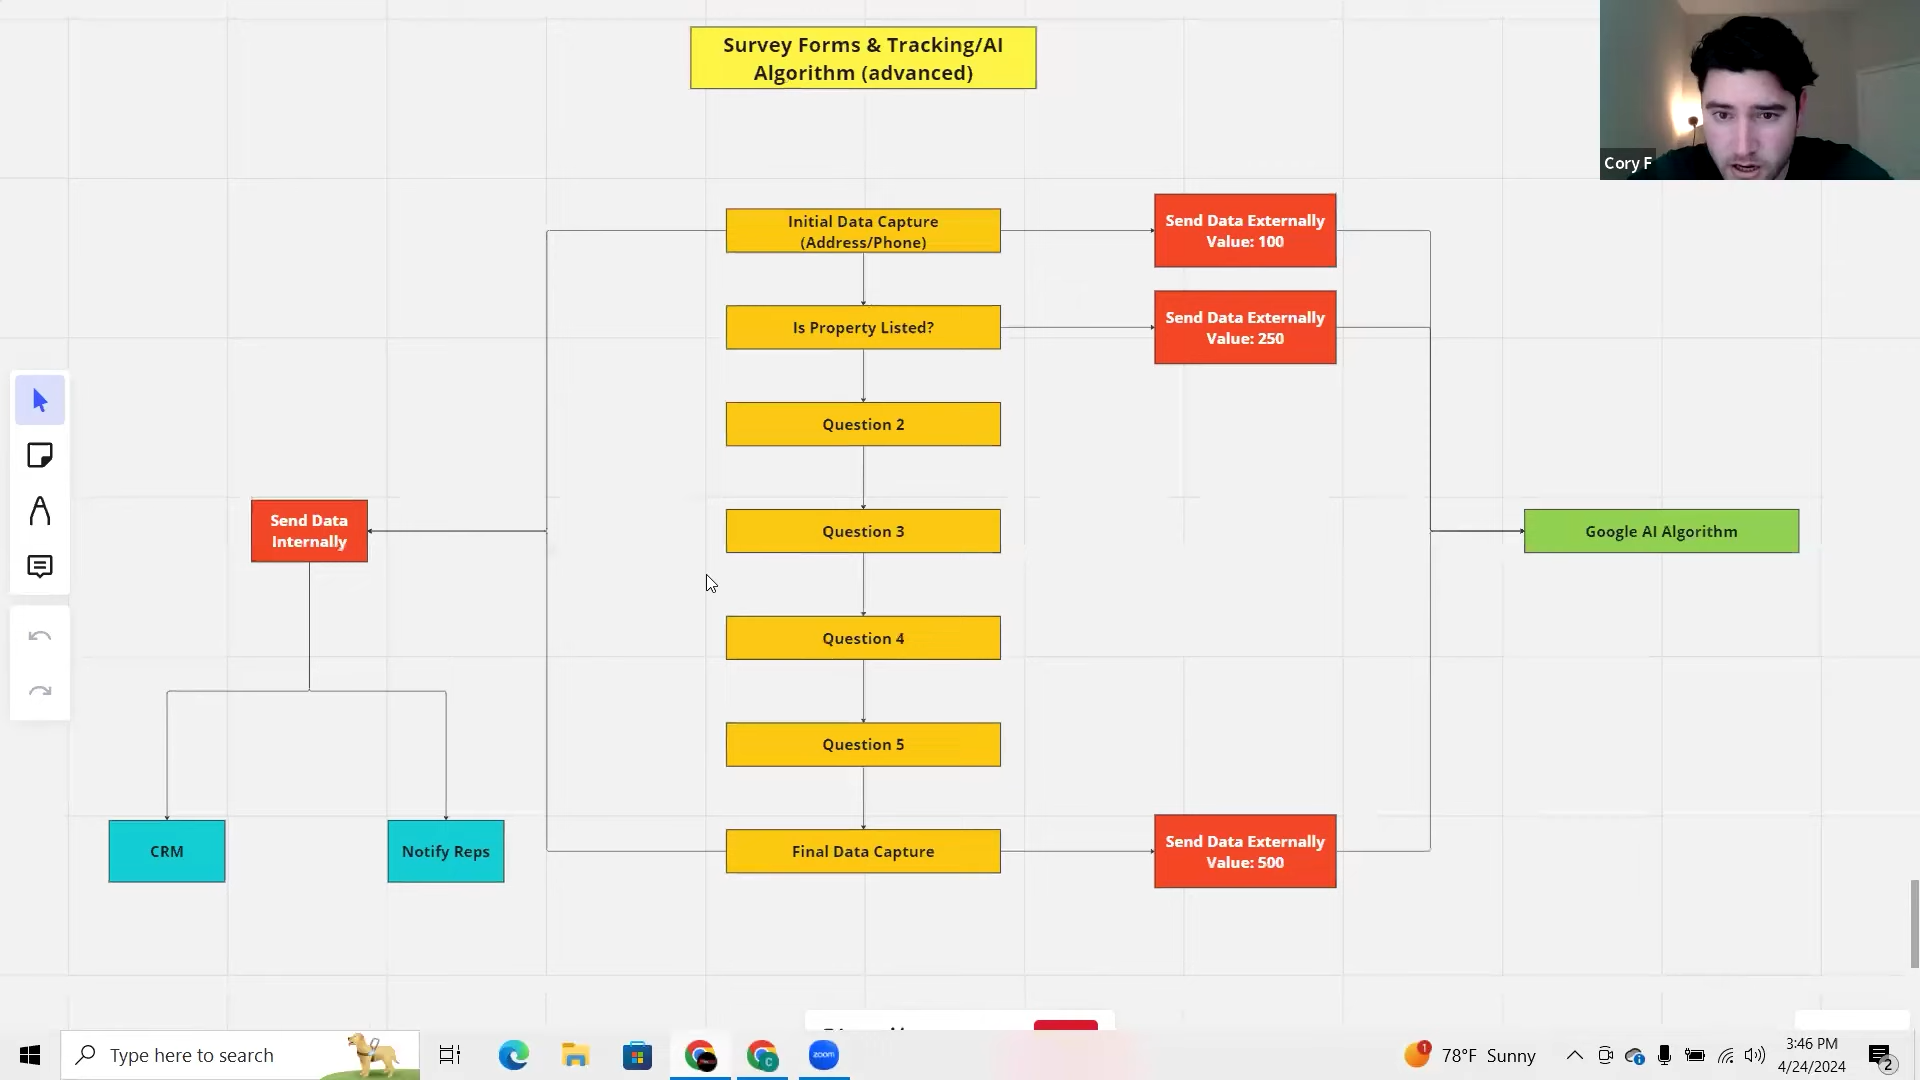 Survey Forms & Tracking/AI
Algorithm (advanced)
Cory F
Initial Data Capture
(Address/Phone)
Send Data Externally
Value: 100
Is Property Listed?
Send Data Externally
Value: 250
Question 2
Send Data
Internally
Question 3
Google AI Algorithm
Question 4
Question 5
CRM
Notify Reps
Final Data Capture
Send Data Externally
Value: 500
Type here to search
zoom
C
1
78°F Sunny
3:46 PM
4/24/2024
2